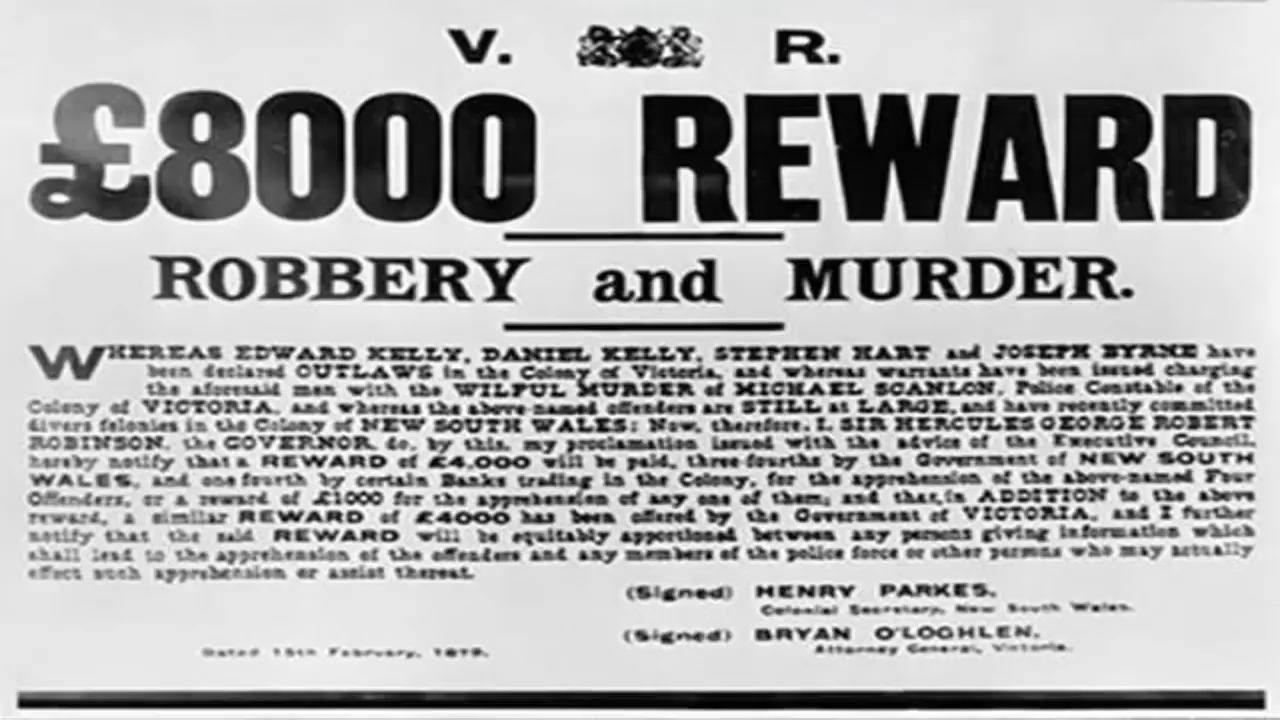 V. R.
£8000 REWARD
ROBBERY and MURDER.
WHEREAS EDWARD KELLY, DANIEL KELLY, STEPHEN HART and JOSEPH BYRNE have
been declared OUTLAWS in the Colony of Victoria, and whereas warrants have been issued charging
the aforesaid men with the WILFUL MURDER of MICHAEL SCANLON, Police Constable of the
Colony of VICTORIA, and whereas the above-named offenders are STILL at LARGE, and have recently committed
divers felonies in the Colony of NEW SOUTH WALES: Now, therefore, I, SIR HERCULES GEORGE ROBERT
ROBINSON, the GOVERNOR, do, by this, my proclamation issued with the advice of the Executive Council,
hereby notify that a REWARD of £4,000 will be paid, three-fourths by the Government of NEW SOUTH
WALES, and one fourth by certain Banks trading in the Colony, for the apprehension of the above-named Four
Offenders, or a reward of £1000 for the apprehension of any one of them; and that, in ADDITION to the above
reward, a similar REWARD of £4000 has been offered by the Government of VICTORIA, and I further
notify that the said REWARD will be equitably apportioned between any persons giving information which
shall lead to the apprehension of the offenders and any members of the police force or other persons who may actually
effect such apprehension or assist thereat.
(Signed) HENRY PARKES,
Colonial Secretary, New South Wales.
(Signed) BRYAN O'LOGHLEN,
Attorney General, Victoria.
Dated 15th February, 1879.